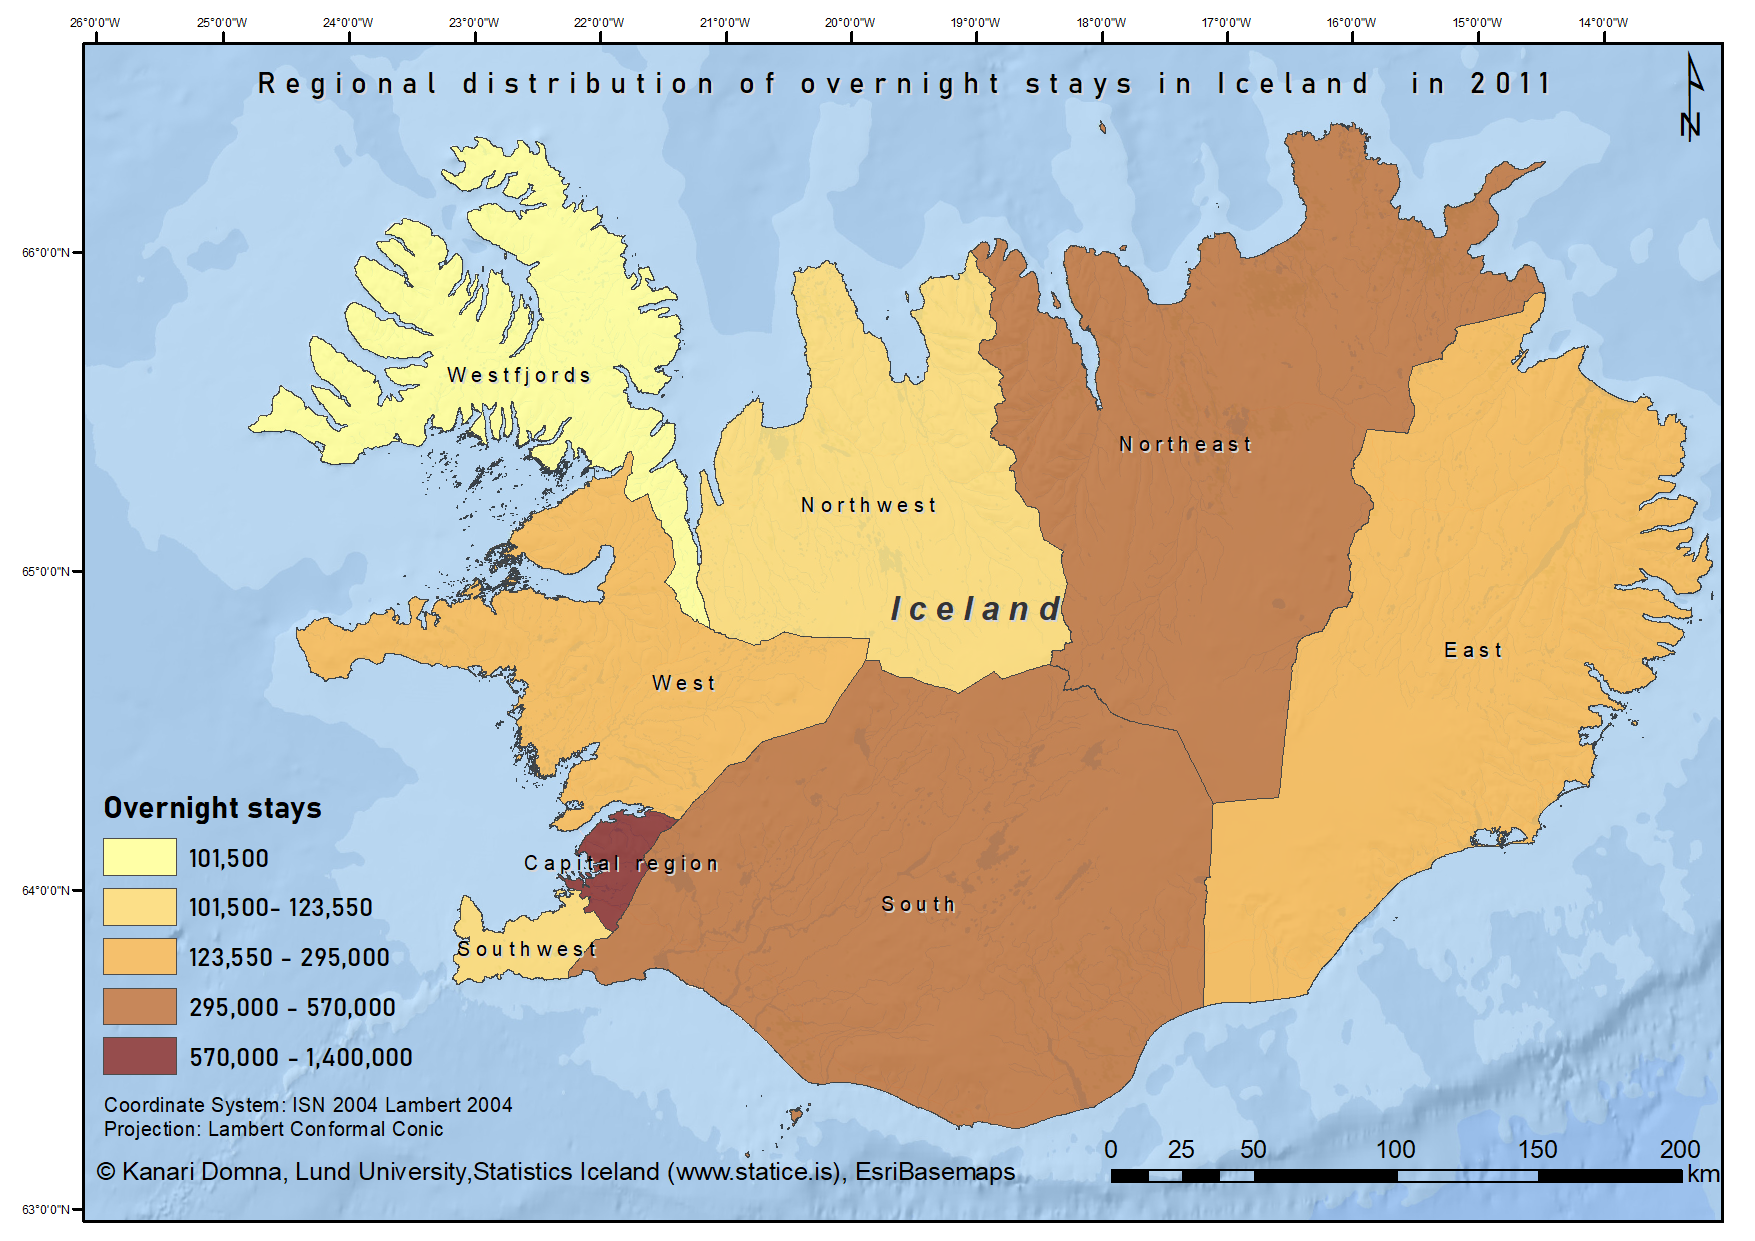 26°0'0"W 25°0'0"W 24°0'0"W 23°0'0"W 22°0'0"W 21°0'0"W 20°0'0"W 19°0'0"W 18°0'0"W 17°0'0"W 16°0'0"W 15°0'0"W 14°0'0"W
Regional distribution of overnight stays in Iceland in 2011
N
66°0'0"N
Westfjords
Northeast
Northwest
65°0'0"N
Iceland
East
West
Overnight stays
101,500
Capital region
64°0'0"N
101,500- 123,550
South
Southwest
123,550 - 295,000
295,000 - 570,000
570,000 - 1,400,000
Coordinate System: ISN 2004 Lambert 2004
Projection: Lambert Conformal Conic
0 25 50 100 150 200
km
© Kanari Domna, Lund University,Statistics Iceland (www.statice.is), EsriBasemaps
63°0'0"N